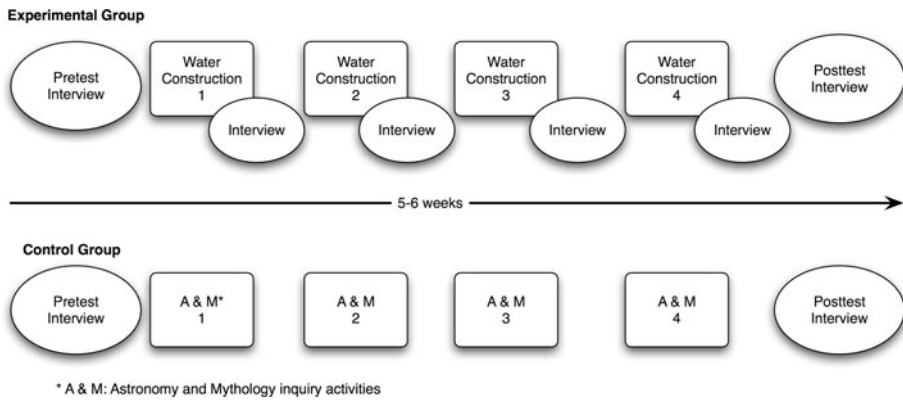 Experimental Group
Pretest
Interview
Water
Construction
1
Interview
Water
Construction
2
Interview
Water
Construction
3
Interview
Water
Construction
4
Interview
Posttest
Interview
5-6 weeks
Control Group
Pretest
Interview
A & M*
1
A & M
2
A & M
3
A & M
4
Posttest
Interview
* A & M: Astronomy and Mythology inquiry activities